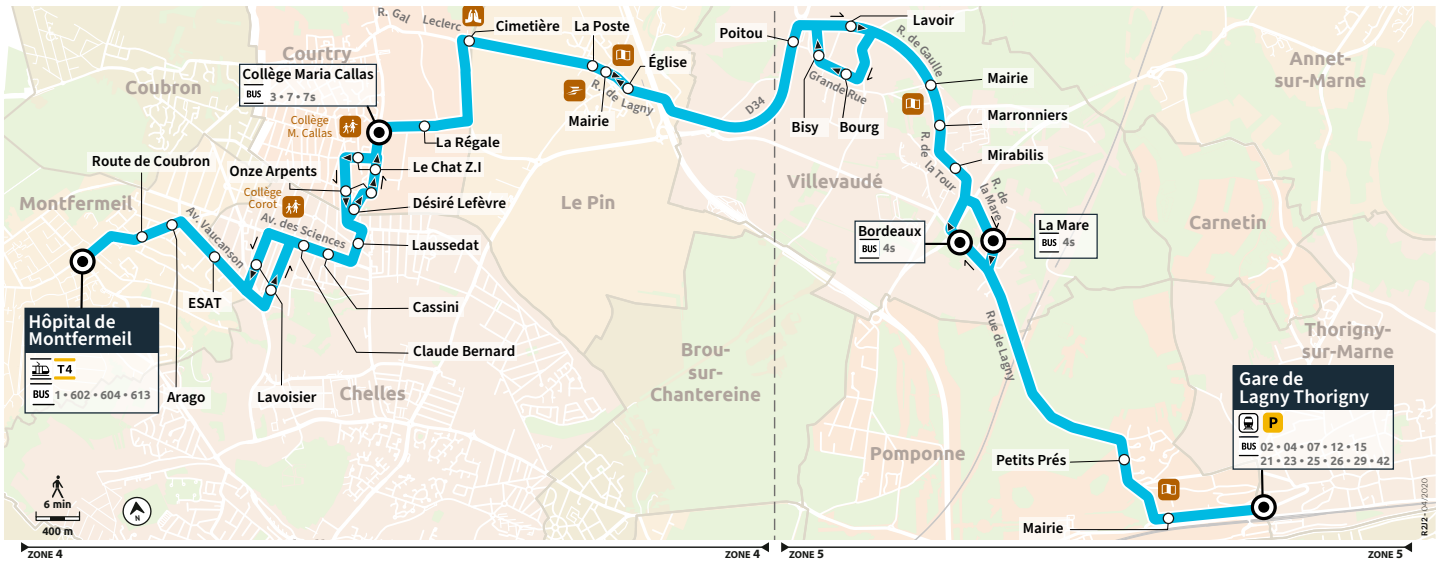 R. Gal Leclerc
Cimetière
La Poste
Poitou
Lavoir
Courtry
Coubron
Collège Maria Callas
BUS 3 • 7 • 7s
Église
R. de Lagny
Mairie
D34
Grande Rue
R. de Gaulle
Mairie
Annet-
sur-Marne
Collège
M. Callas
La Régale
Bisy
Bourg
Marronniers
Route de Coubron
Onze Arpents
Le Chat Z.I
Mirabilis
R. de
la Tour
R. de
la Mare
Villevaudé
Collège
Corot
Désiré Lefèvre
Montfermeil
Le Pin
Carnetin
Av. Vaucanson
Av. des Sciences
Laussedat
Bordeaux
BUS 4s
La Mare
BUS 4s
ESAT
Cassini
Hôpital de
Montfermeil
T4
BUS 1 • 602 • 604 • 613
Claude Bernard
Rue de Lagny
Brou-
sur-
Chantereine
Thorigny-
sur-Marne
Arago
Lavoisier
Chelles
Gare de
Lagny Thorigny
P
BUS 02 • 04 • 07 • 12 • 15
21 • 23 • 25 • 26 • 29 • 42
Pomponne
Petits Prés
Mairie
6 min
400 m
N
R2/2 - 04/2020
ZONE 4
ZONE 4
ZONE 5
ZONE 5